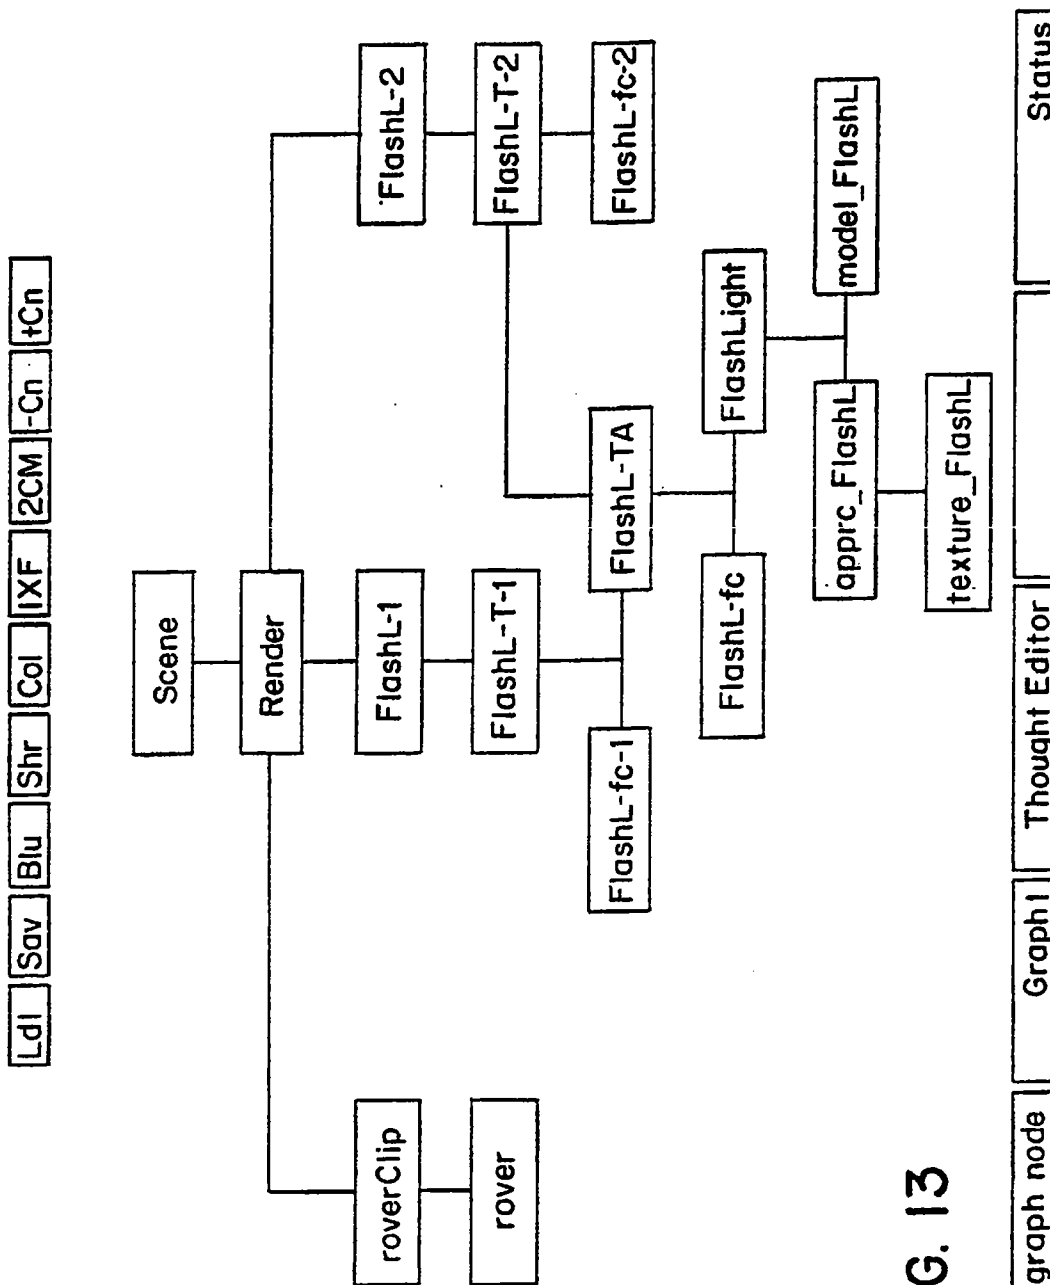 Ld1 Sav Blu Shr Col IXF 2CM -Cn +Cn
Scene
Render
roverClip
FlashL-1
FlashL-2
rover
FlashL-T-1
FlashL-T-2
FlashL-fc-1
FlashL-TA
FlashL-fc-2
FlashL-fc
FlashLight
apprc_FlashL
model_FlashL
texture_FlashL
G. 13
graph node Graph1 Thought Editor Status